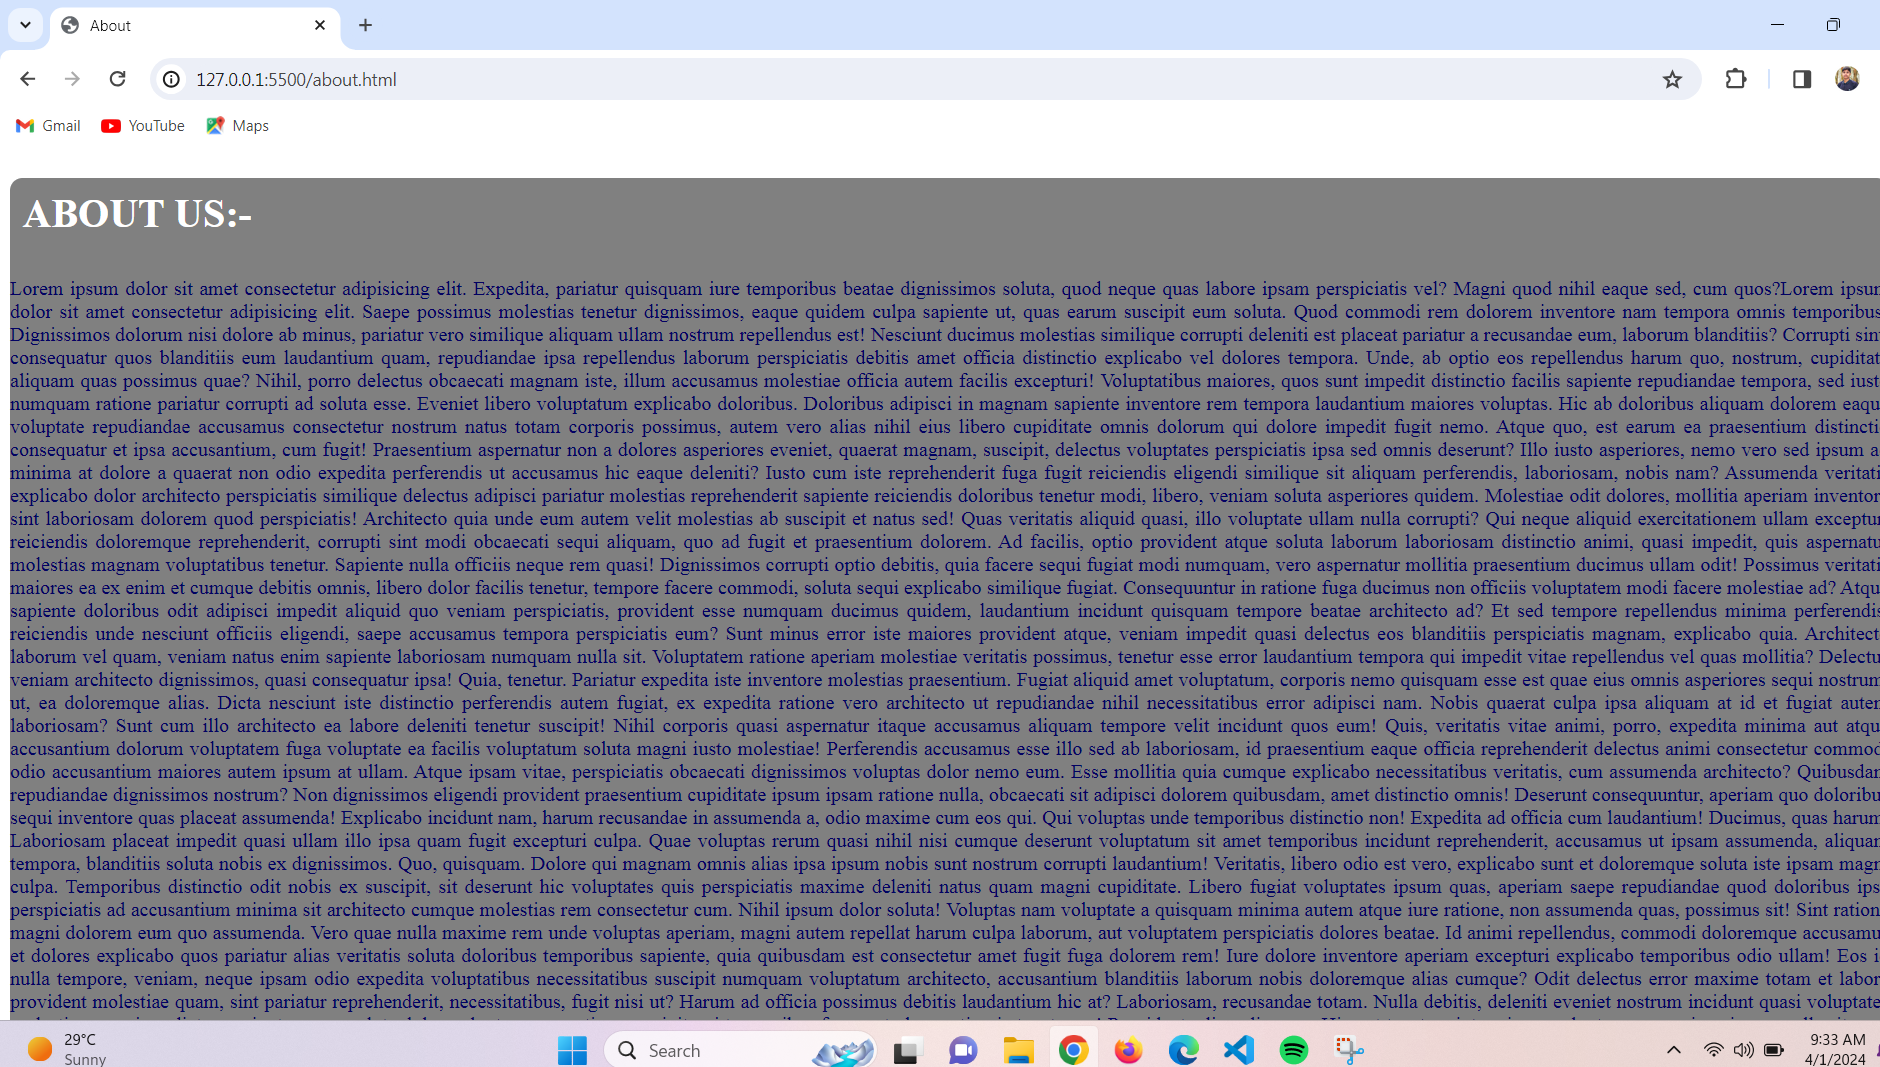 About
127.0.0.1:5500/about.html
Gmail YouTube Maps
ABOUT US:-
Lorem ipsum dolor sit amet consectetur adipisicing elit. Expedita, pariatur quisquam iure temporibus beatae dignissimos soluta, quod neque quas labore ipsam perspiciatis vel? Magni quod nihil eaque sed, cum quos?Lorem ipsum
dolor sit amet consectetur adipisicing elit. Saepe possimus molestias tenetur dignissimos, eaque quidem culpa sapiente ut, quas earum suscipit eum soluta. Quod commodi rem dolorem inventore nam tempora omnis temporibus
Dignissimos dolorum nisi dolore ab minus, pariatur vero similique aliquam ullam nostrum repellendus est! Nesciunt ducimus molestias similique corrupti deleniti est placeat pariatur a recusandae eum, laborum blanditiis? Corrupti sin
consequatur quos blanditiis eum laudantium quam, repudiandae ipsa repellendus laborum perspiciatis debitis amet officia distinctio explicabo vel dolores tempora. Unde, ab optio eos repellendus harum quo, nostrum, cupiditat
aliquam quas possimus quae? Nihil, porro delectus obcaecati magnam iste, illum accusamus molestiae officia autem facilis excepturi! Voluptatibus maiores, quos sunt impedit distinctio facilis sapiente repudiandae tempora, sed iust
numquam ratione pariatur corrupti ad soluta esse. Eveniet libero voluptatum explicabo doloribus. Doloribus adipisci in magnam sapiente inventore rem tempora laudantium maiores voluptas. Hic ab doloribus aliquam dolorem eaqu
voluptate repudiandae accusamus consectetur nostrum natus totam corporis possimus, autem vero alias nihil eius libero cupiditate omnis dolorum qui dolore impedit fugit nemo. Atque quo, est earum ea praesentium distincti
consequatur et ipsa accusantium, cum fugit! Praesentium aspernatur non a dolores asperiores eveniet, quaerat magnam, suscipit, delectus voluptates perspiciatis ipsa sed omnis deserunt? Illo iusto asperiores, nemo vero sed ipsum a
minima at dolore a quaerat non odio expedita perferendis ut accusamus hic eaque deleniti? Iusto cum iste reprehenderit fuga fugit reiciendis eligendi similique sit aliquam perferendis, laboriosam, nobis nam? Assumenda veritati
explicabo dolor architecto perspiciatis similique delectus adipisci pariatur molestias reprehenderit sapiente reiciendis doloribus tenetur modi, libero, veniam soluta asperiores quidem. Molestiae odit dolores, mollitia aperiam inventor
sint laboriosam dolorem quod perspiciatis! Architecto quia unde eum autem velit molestias ab suscipit et natus sed! Quas veritatis aliquid quasi, illo voluptate ullam nulla corrupti? Qui neque aliquid exercitationem ullam exceptur
reiciendis doloremque reprehenderit, corrupti sint modi obcaecati sequi aliquam, quo ad fugit et praesentium dolorem. Ad facilis, optio provident atque soluta laborum laboriosam distinctio animi, quasi impedit, quis aspernatu
molestias magnam voluptatibus tenetur. Sapiente nulla officiis neque rem quasi! Dignissimos corrupti optio debitis, quia facere sequi fugiat modi numquam, vero aspernatur mollitia praesentium ducimus ullam odit! Possimus veritati
maiores ea ex enim et cumque debitis omnis, libero dolor facilis tenetur, tempore facere commodi, soluta sequi explicabo similique fugiat. Consequuntur in ratione fuga ducimus non officiis voluptatem modi facere molestiae ad? Atqu
sapiente doloribus odit adipisci impedit aliquid quo veniam perspiciatis, provident esse numquam ducimus quidem, laudantium incidunt quisquam tempore beatae architecto ad? Et sed tempore repellendus minima perferendis
reiciendis unde nesciunt officiis eligendi, saepe accusamus tempora perspiciatis eum? Sunt minus error iste maiores provident atque, veniam impedit quasi delectus eos blanditiis perspiciatis magnam, explicabo quia. Architect
laborum vel quam, veniam natus enim sapiente laboriosam numquam nulla sit. Voluptatem ratione aperiam molestiae veritatis possimus, tenetur esse error laudantium tempora qui impedit vitae repellendus vel quas mollitia? Delectu
veniam architecto dignissimos, quasi consequatur ipsa! Quia, tenetur. Pariatur expedita iste inventore molestias praesentium. Fugiat aliquid amet voluptatum, corporis nemo quisquam esse est quae eius omnis asperiores sequi nostrum
ut, ea doloremque alias. Dicta nesciunt iste distinctio perferendis autem fugiat, ex expedita ratione vero architecto ut repudiandae nihil necessitatibus error adipisci nam. Nobis quaerat culpa ipsa aliquam at id et fugiat autem
laboriosam? Sunt cum illo architecto ea labore deleniti tenetur suscipit! Nihil corporis quasi aspernatur itaque accusamus aliquam tempore velit incidunt quos eum! Quis, veritatis vitae animi, porro, expedita minima aut atqu
accusantium dolorum voluptatem fuga voluptate ea facilis voluptatum soluta magni iusto molestiae! Perferendis accusamus esse illo sed ab laboriosam, id praesentium eaque officia reprehenderit delectus animi consectetur commod
odio accusantium maiores autem ipsum at ullam. Atque ipsam vitae, perspiciatis obcaecati dignissimos voluptas dolor nemo eum. Esse mollitia quia cumque explicabo necessitatibus veritatis, cum assumenda architecto? Quibusdam
repudiandae dignissimos nostrum? Non dignissimos eligendi provident praesentium cupiditate ipsum ipsam ratione nulla, obcaecati sit adipisci dolorem quibusdam, amet distinctio omnis! Deserunt consequuntur, aperiam quo doloribu
sequi inventore quas placeat assumenda! Explicabo incidunt nam, harum recusandae in assumenda a, odio maxime cum eos qui. Qui voluptas unde temporibus distinctio non! Expedita ad officia cum laudantium! Ducimus, quas harum
Laboriosam placeat impedit quasi ullam illo ipsa quam fugit excepturi culpa. Quae voluptas rerum quasi nihil nisi cumque deserunt voluptatum sit amet temporibus incidunt reprehenderit, accusamus ut ipsam assumenda, aliquam
tempora, blanditiis soluta nobis ex dignissimos. Quo, quisquam. Dolore qui magnam omnis alias ipsa ipsum nobis sunt nostrum corrupti laudantium! Veritatis, libero odio est vero, explicabo sunt et doloremque soluta iste ipsam magn
culpa. Temporibus distinctio odit nobis ex suscipit, sit deserunt hic voluptates quis perspiciatis maxime deleniti natus quam magni cupiditate. Libero fugiat voluptates ipsum quas, aperiam saepe repudiandae quod doloribus ips
perspiciatis ad accusantium minima sit architecto cumque molestias rem consectetur cum. Nihil ipsum dolor soluta! Voluptas nam voluptate a quisquam minima autem atque iure ratione, non assumenda quas, possimus sit! Sint ration
magni dolorem eum quo assumenda. Vero quae nulla maxime rem unde voluptas aperiam, magni autem repellat harum culpa laborum, aut voluptatem perspiciatis dolores beatae. Id animi repellendus, commodi doloremque accusamu
et dolores explicabo quos pariatur alias veritatis soluta doloribus temporibus sapiente, quia quibusdam est consectetur amet fugit fuga dolorem rem! Iure dolore inventore aperiam excepturi explicabo temporibus odio ullam! Eos i
nulla tempore, veniam, neque ipsam odio expedita voluptatibus necessitatibus suscipit numquam voluptatum architecto, accusantium blanditiis laborum nobis doloremque alias cumque? Odit delectus error maxime totam et labor
provident molestiae quam, sint pariatur reprehenderit, necessitatibus, fugit nisi ut? Harum ad officia possimus debitis laudantium hic at? Laboriosam, recusandae totam. Nulla debitis, deleniti eveniet nostrum incidunt quasi voluptate
29°C
Sunny
Search
9:33 AM
4/1/2024